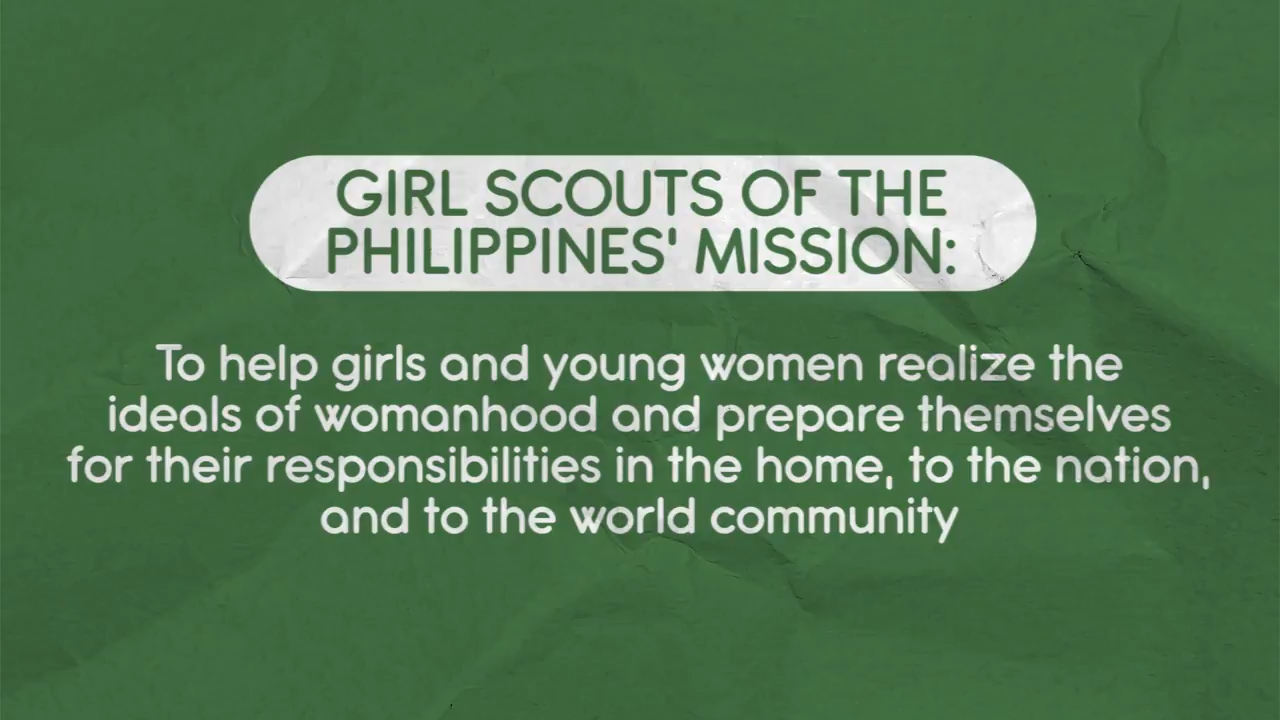 GIRL SCOUTS OF THE
PHILIPPINES' MISSION:
To help girls and young women realize the
ideals of womanhood and prepare themselves
for their responsibilities in the home, to the nation,
and to the world community